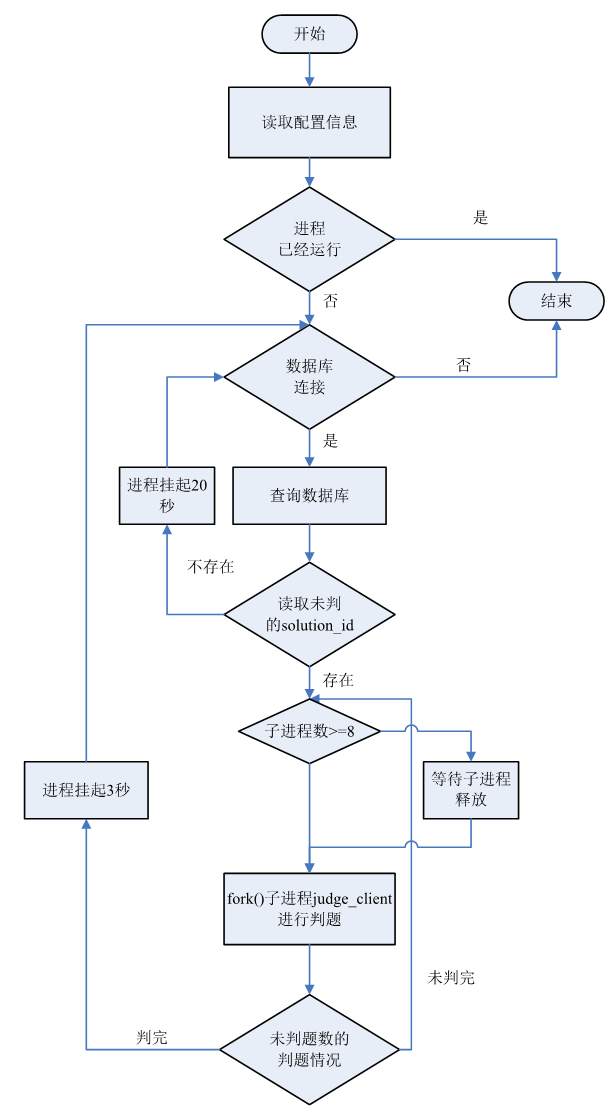 开始
读取配置信息
进程
已经运行
是
结束
否
数据库
连接
否
是
进程挂起20
秒
查询数据库
不存在
读取未判
的solution_id
存在
子进程数>=8
等待子进程
释放
进程挂起3秒
fork()子进程judge_client
进行判题
未判完
判完
未判题数的
判题情况